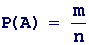 P(A) = m/n